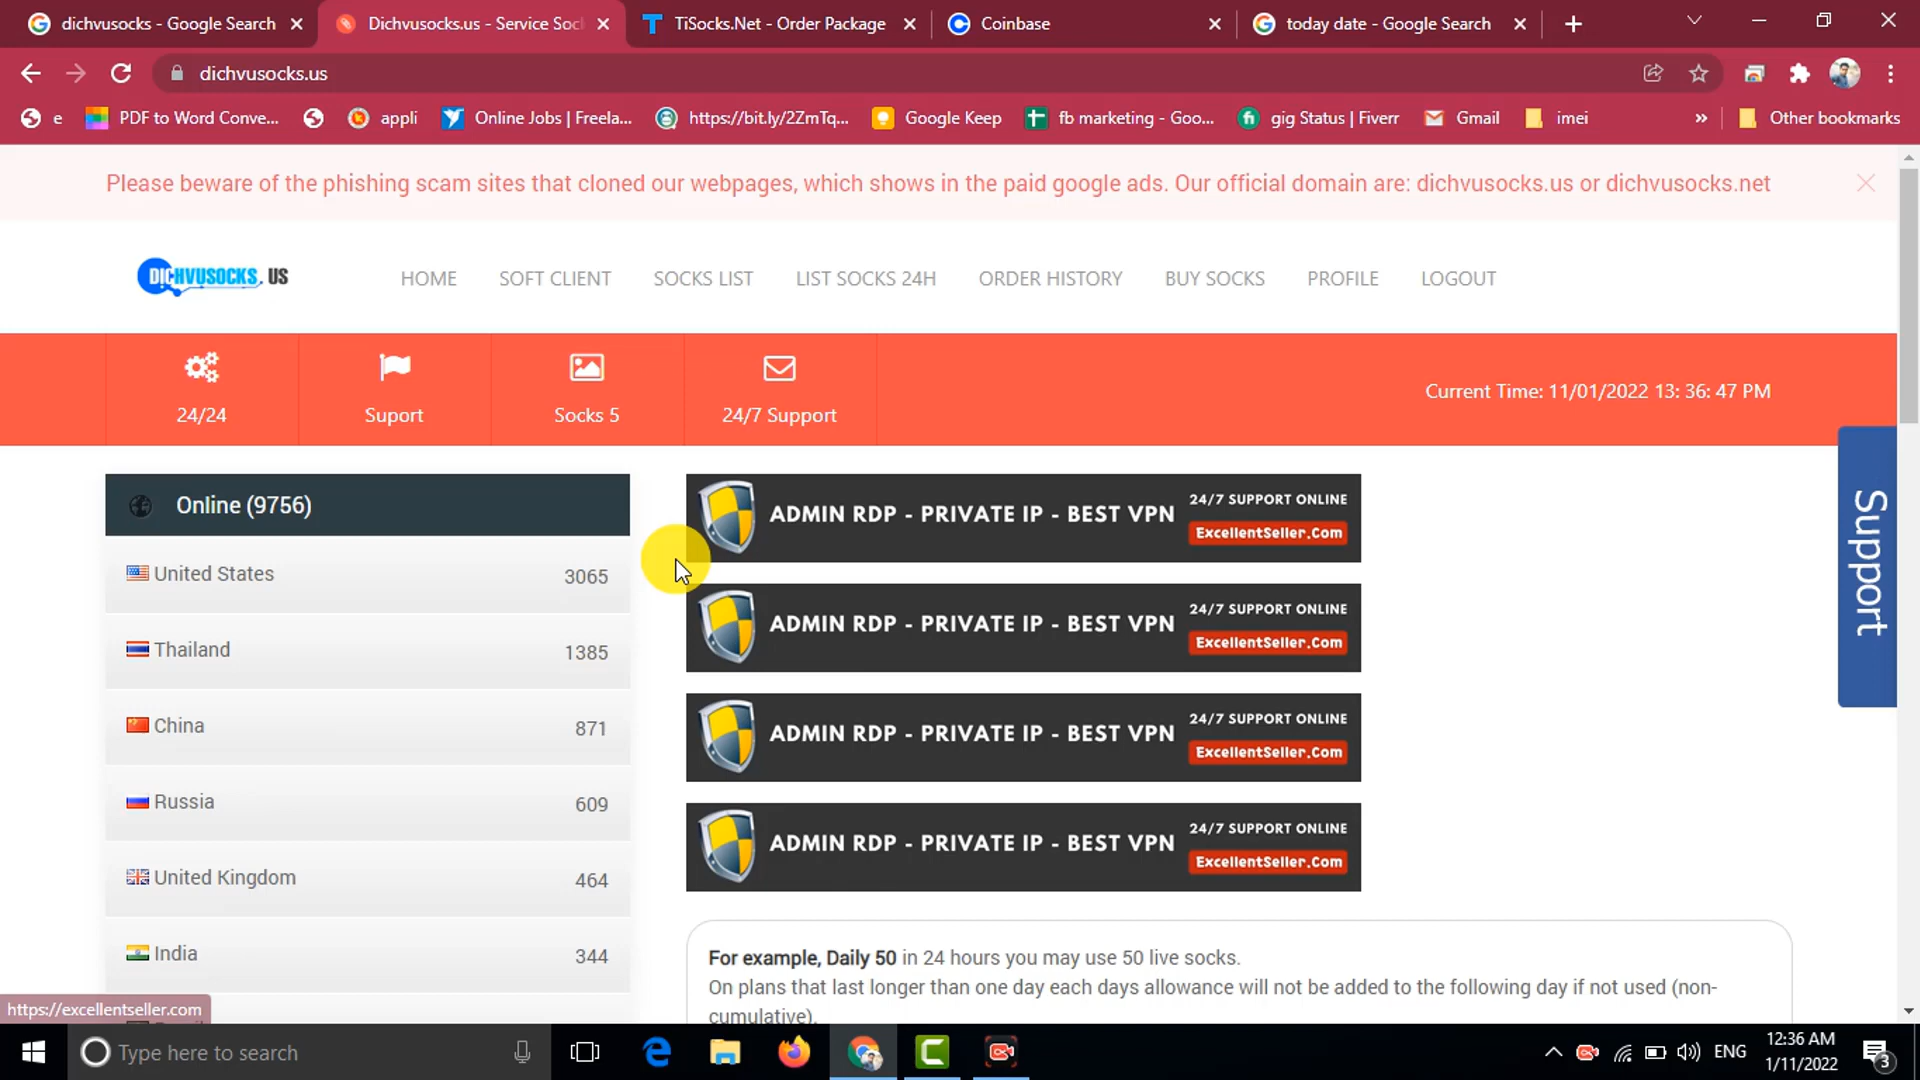 dichvusocks - Google Search
Dichvusocks.us - Service Soc
TiSocks.Net - Order Package
Coinbase
today date - Google Search
dichvusocks.us
e
PDF to Word Conve...
appli
Online Jobs | Freela...
https://bit.ly/2ZmTq...
Google Keep
fb marketing - Goo...
gig Status | Fiverr
Gmail
imei
»
Other bookmarks
Please beware of the phishing scam sites that cloned our webpages, which shows in the paid google ads. Our official domain are: dichvusocks.us or dichvusocks.net
DICHVUSOCKS.US
HOME
SOFT CLIENT
SOCKS LIST
LIST SOCKS 24H
ORDER HISTORY
BUY SOCKS
PROFILE
LOGOUT
24/24
Suport
Socks 5
24/7 Support
Current Time: 11/01/2022 13: 36: 47 PM
Support
Online (9756)
United States 3065
Thailand 1385
China 871
Russia 609
United Kingdom 464
India 344
ADMIN RDP - PRIVATE IP - BEST VPN
24/7 SUPPORT ONLINE
ExcellentSeller.Com
ADMIN RDP - PRIVATE IP - BEST VPN
24/7 SUPPORT ONLINE
ExcellentSeller.Com
ADMIN RDP - PRIVATE IP - BEST VPN
24/7 SUPPORT ONLINE
ExcellentSeller.Com
ADMIN RDP - PRIVATE IP - BEST VPN
24/7 SUPPORT ONLINE
ExcellentSeller.Com
For example, Daily 50 in 24 hours you may use 50 live socks.
On plans that last longer than one day each days allowance will not be added to the following day if not used (non-
cumulative).
https://excellentseller.com
Type here to search
ENG
12:36 AM
1/11/2022
3